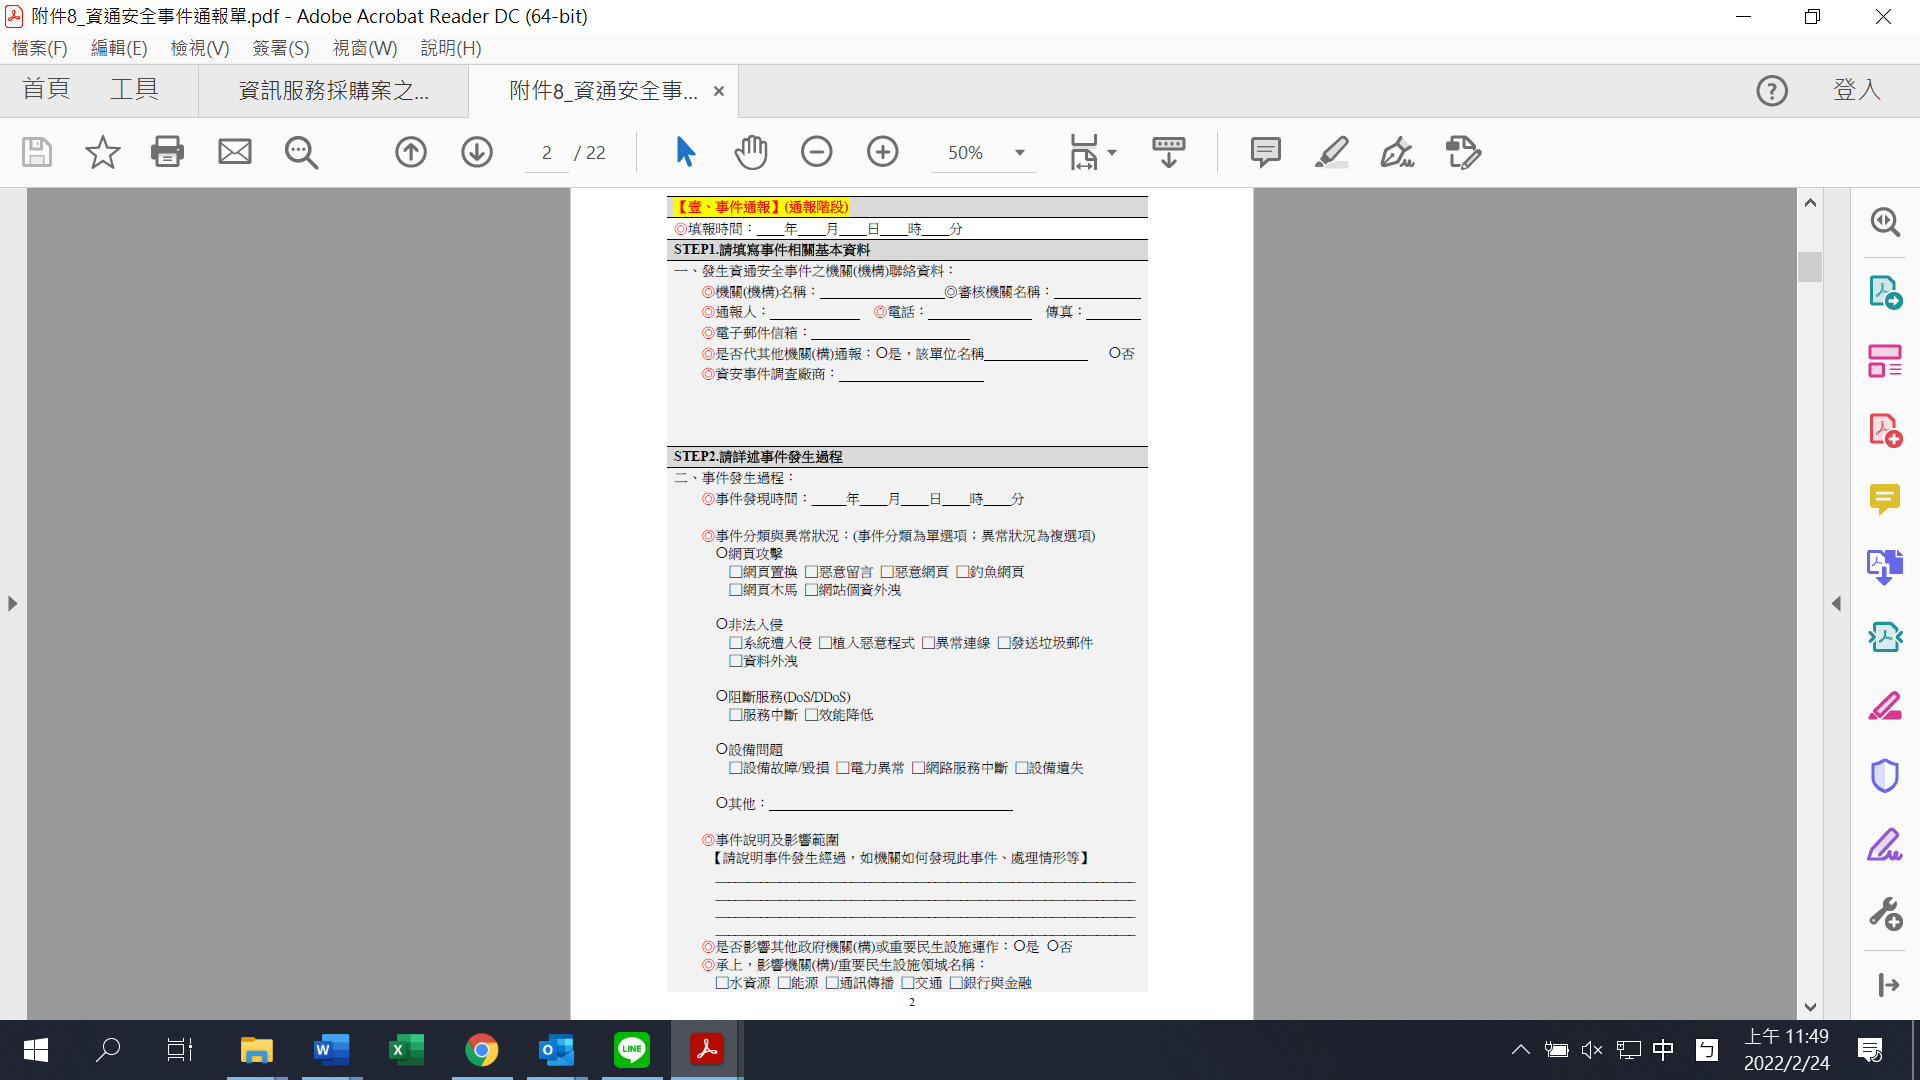 附件8_資通安全事件通報單.pdf - Adobe Acrobat Reader DC (64-bit)
檔案(F) 編輯(E) 檢視(V) 簽署(S) 視窗(W) 說明(H)
首頁 工具 資訊服務採購案之... 附件8_資通安全事... × 登入
2 / 22 50%
【壹、事件通報】(通報階段)
◎填報時間：____年____月____日____時____分
STEP1.請填寫事件相關基本資料
一、發生資通安全事件之機關(機構)聯絡資料：
◎機關(機構)名稱：__________________◎審核機關名稱：____________
◎通報人：_____________ ◎電話：_______________ 傳真：________
◎電子郵件信箱：_______________________
◎是否代其他機關(構)通報：○是，該單位名稱_______________ ○否
◎資安事件調查廠商：_____________________
STEP2.請詳述事件發生過程
二、事件發生過程：
◎事件發現時間：_____年____月____日____時____分
◎事件分類與異常狀況：(事件分類為單選項；異常狀況為複選項)
○網頁攻擊
□網頁置換 □惡意留言 □惡意網頁 □釣魚網頁
□網頁木馬 □網站個資外洩
○非法入侵
□系統遭入侵 □植入惡意程式 □異常連線 □發送垃圾郵件
□資料外洩
○阻斷服務(DoS/DDoS)
□服務中斷 □效能降低
○設備問題
□設備故障/毀損 □電力異常 □網路服務中斷 □設備遺失
○其他：___________________________________
◎事件說明及影響範圍
【請說明事件發生經過，如機關如何發現此事件、處理情形等】
◎是否影響其他政府機關(構)或重要民生設施運作：○是 ○否
◎承上，影響機關(構)/重要民生設施領域名稱：
□水資源 □能源 □通訊傳播 □交通 □銀行與金融
2
中 ㄅ 上午 11:49
2022/2/24